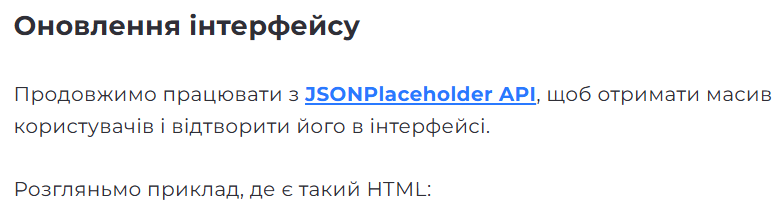 Оновлення інтерфейсу
Продовжимо працювати з JSONPlaceholder API, щоб отримати масив
користувачів і відтворити його в інтерфейсі.
Розгляньмо приклад, де є такий HTML: